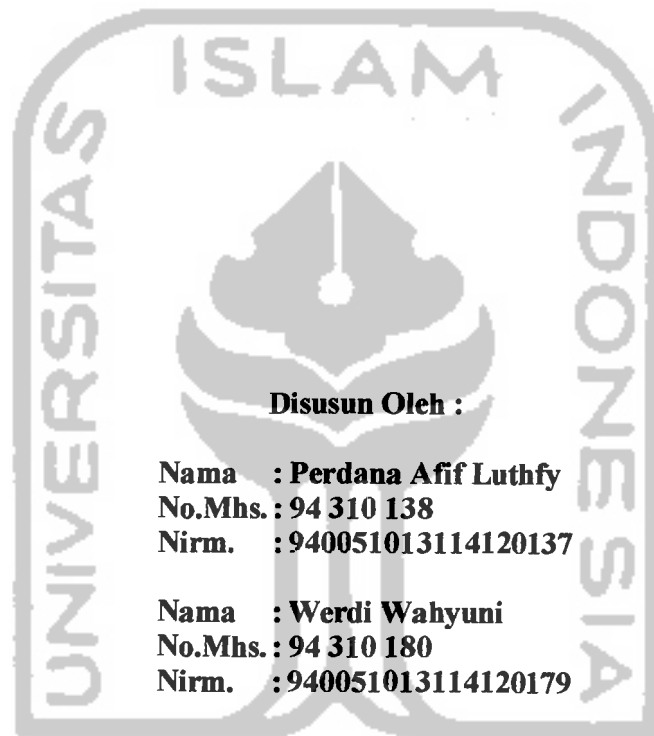 UNIVERSITAS
ISLAM
INDONESIA
Disusun Oleh :
Nama : Perdana Afif Luthfy
No.Mhs. : 94 310 138
Nirm. : 940051013114120137
Nama : Werdi Wahyuni
No.Mhs. : 94 310 180
Nirm. : 940051013114120179